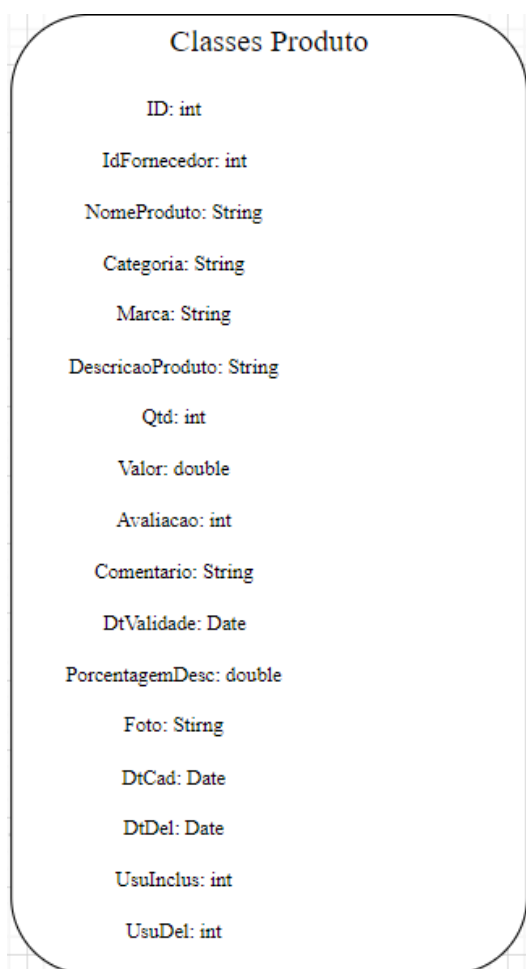 Classes Produto
ID: int
IdFornecedor: int
NomeProduto: String
Categoria: String
Marca: String
DescricaoProduto: String
Qtd: int
Valor: double
Avaliacao: int
Comentario: String
DtValidade: Date
PorcentagemDesc: double
Foto: Stirng
DtCad: Date
DtDel: Date
UsuInclus: int
UsuDel: int